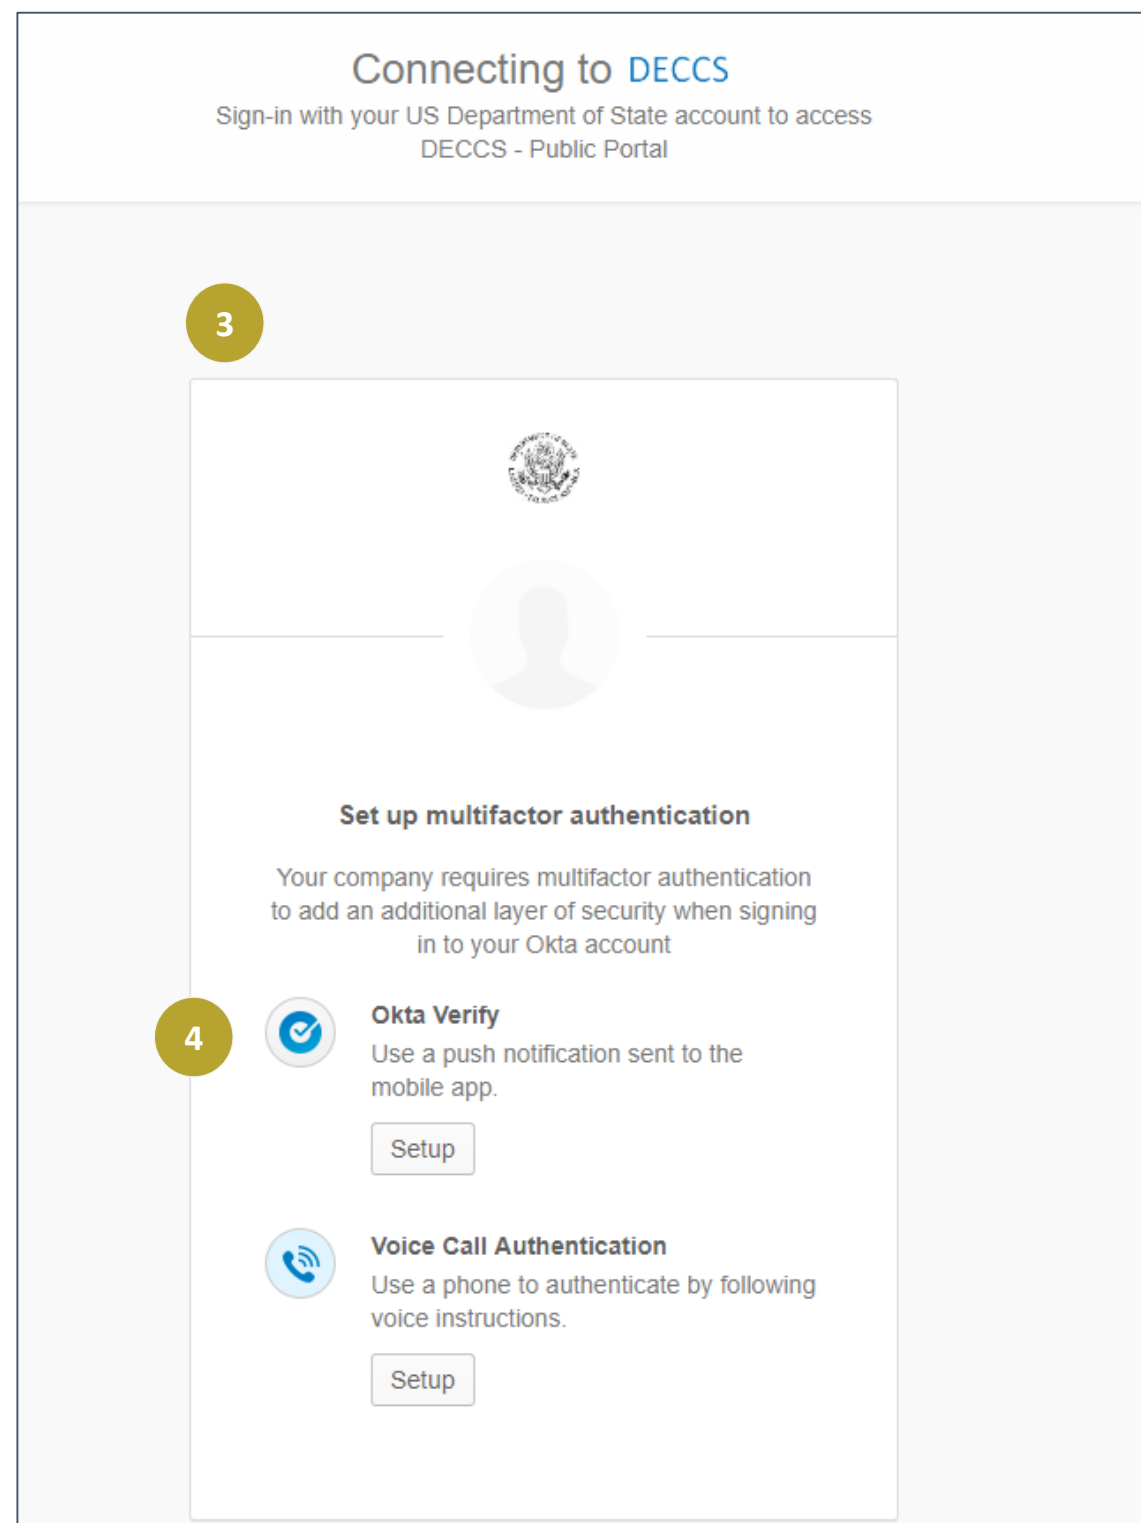 Connecting to DECCS
Sign-in with your US Department of State account to access
DECCS - Public Portal
3
Set up multifactor authentication
Your company requires multifactor authentication
to add an additional layer of security when signing
in to your Okta account
4
Okta Verify
Use a push notification sent to the
mobile app.
Setup
Voice Call Authentication
Use a phone to authenticate by following
voice instructions.
Setup